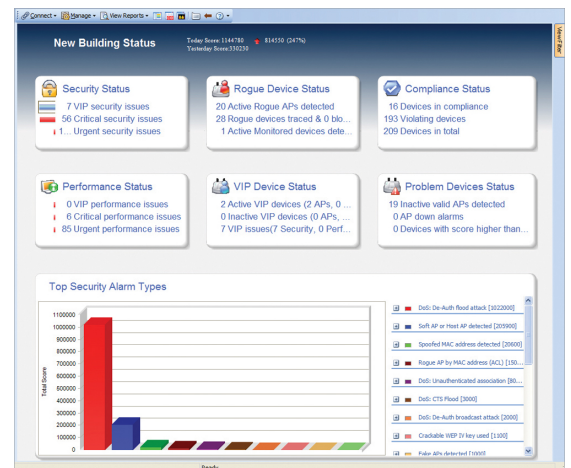 Connect Manage View Reports
View Filter
New Building Status
Today Score:1144780 814550 (247%)
Yesterday Score:330230
Security Status
7 VIP security issues
56 Critical security issues
1... Urgent security issues
Rogue Device Status
20 Active Rogue APs detected
28 Rogue devices traced & 0 blo...
1 Active Monitored devices dete...
Compliance Status
16 Devices in compliance
193 Violating devices
209 Devices in total
Performance Status
0 VIP performance issues
6 Critical performance issues
85 Urgent performance issues
VIP Device Status
2 Active VIP devices (2 APs, 0 ...
0 Inactive VIP devices (0 APs, ...
7 VIP issues(7 Security, 0 Perf...
Problem Devices Status
19 Inactive valid APs detected
0 AP down alarms
0 Devices with score higher than...
Top Security Alarm Types
Total Score
1100000
1000000
900000
800000
700000
600000
500000
400000
300000
200000
100000
0
DoS: De-Auth flood attack [1022000]
Soft AP or Host AP detected [205900]
Spoofed MAC address detected [20600]
Rogue AP by MAC address (ACL) [150...
DoS: Unauthenticated association [80...
DoS: CTS Flood [3000]
DoS: De-Auth broadcast attack [2000]
Crackable WEP IV key used [1100]
Fake APs detected [1000]
Ready